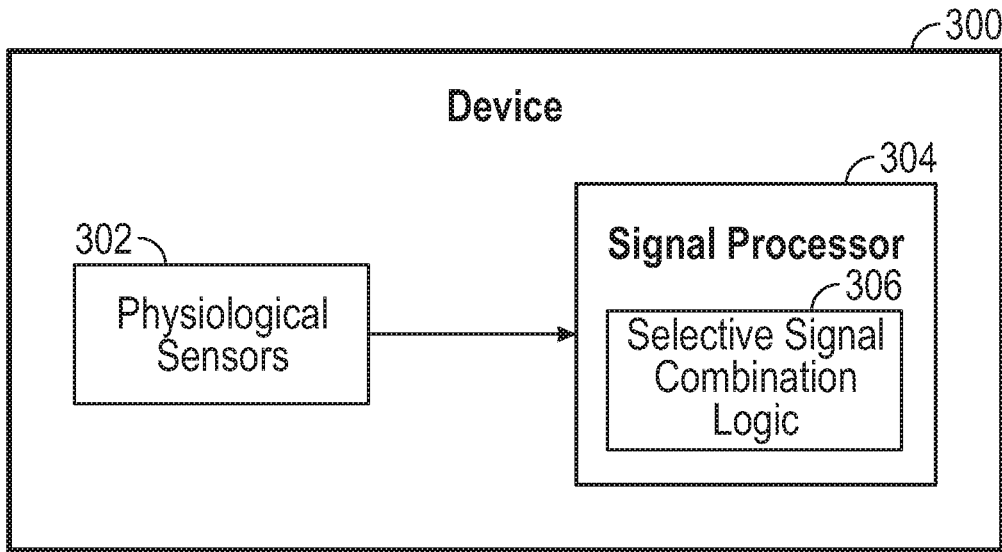 300
Device
304
302
Signal Processor
306
Physiological
Sensors
Selective Signal
Combination
Logic